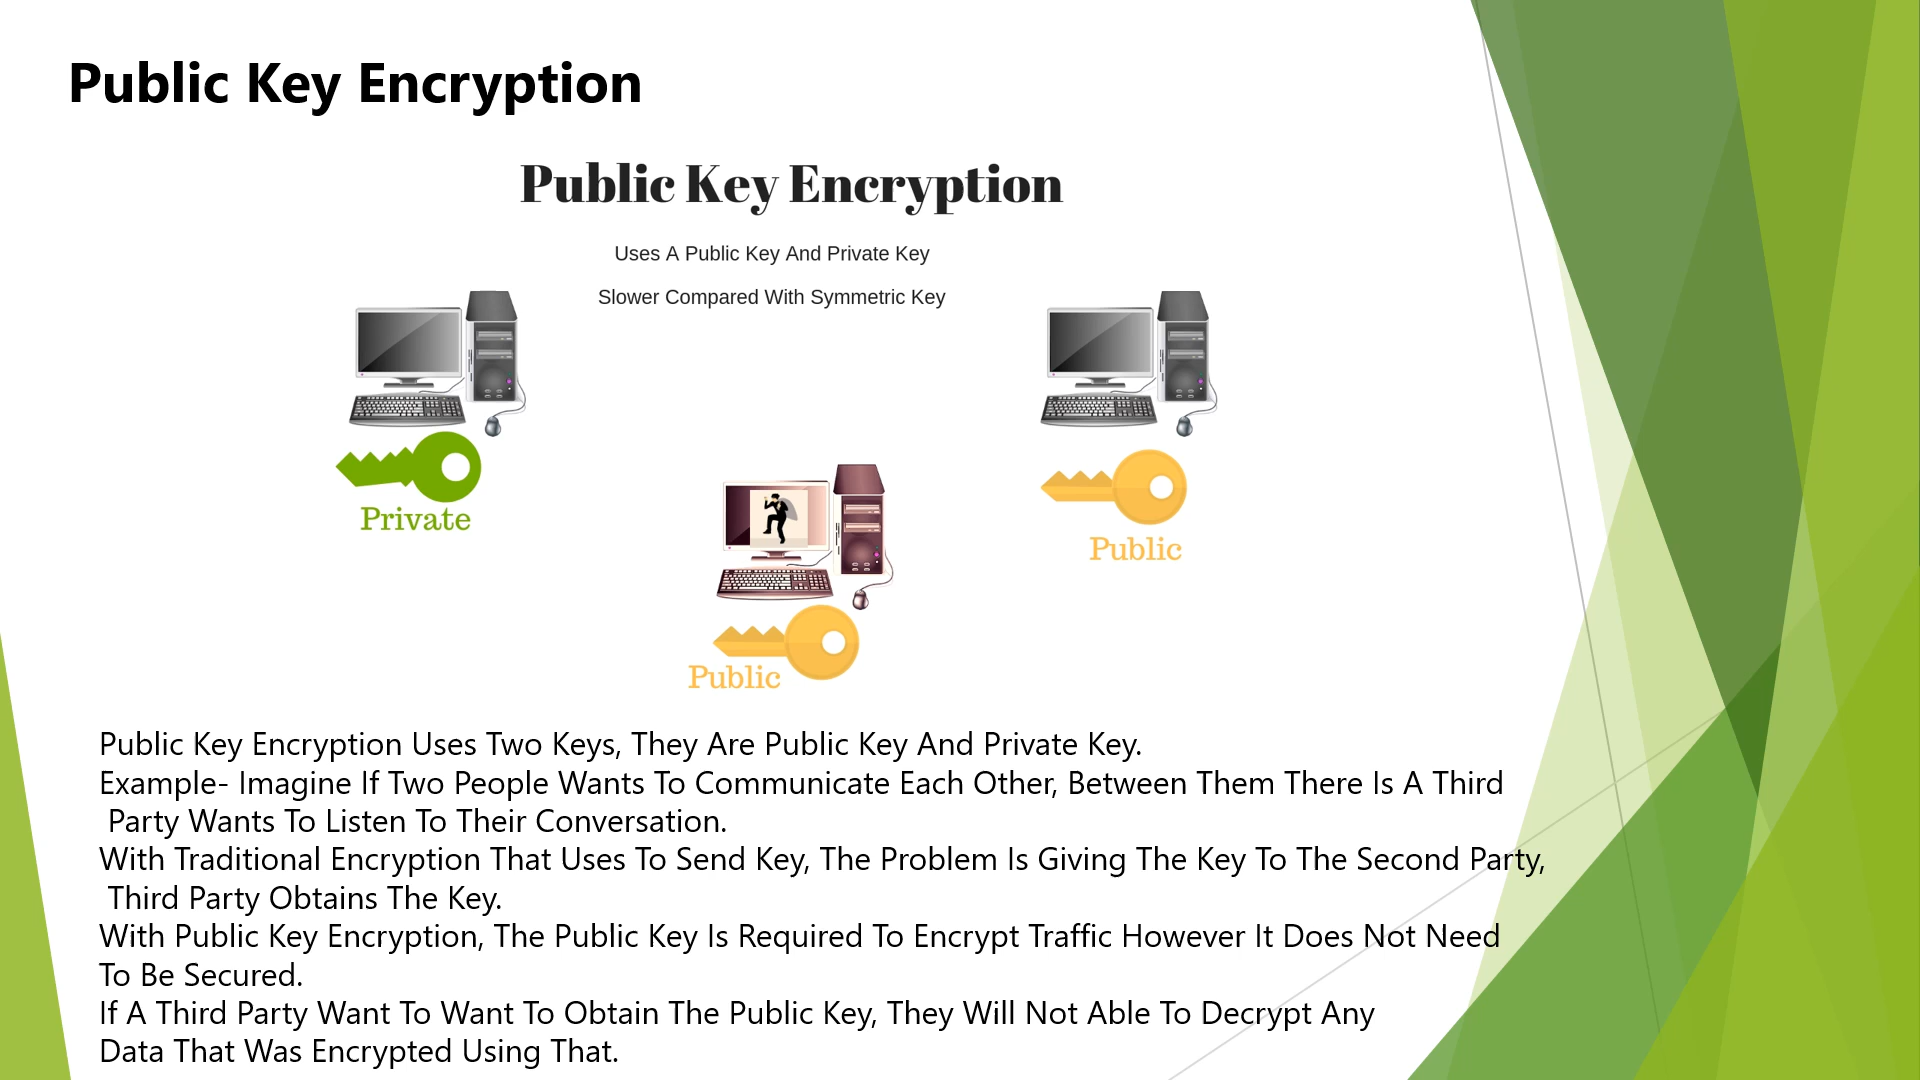 Public Key Encryption
Public Key Encryption
Uses A Public Key And Private Key
Slower Compared With Symmetric Key
Private
Public
Public
Public Key Encryption Uses Two Keys, They Are Public Key And Private Key.
Example- Imagine If Two People Wants To Communicate Each Other, Between Them There Is A Third
Party Wants To Listen To Their Conversation.
With Traditional Encryption That Uses To Send Key, The Problem Is Giving The Key To The Second Party,
Third Party Obtains The Key.
With Public Key Encryption, The Public Key Is Required To Encrypt Traffic However It Does Not Need
To Be Secured.
If A Third Party Want To Want To Obtain The Public Key, They Will Not Able To Decrypt Any
Data That Was Encrypted Using That.